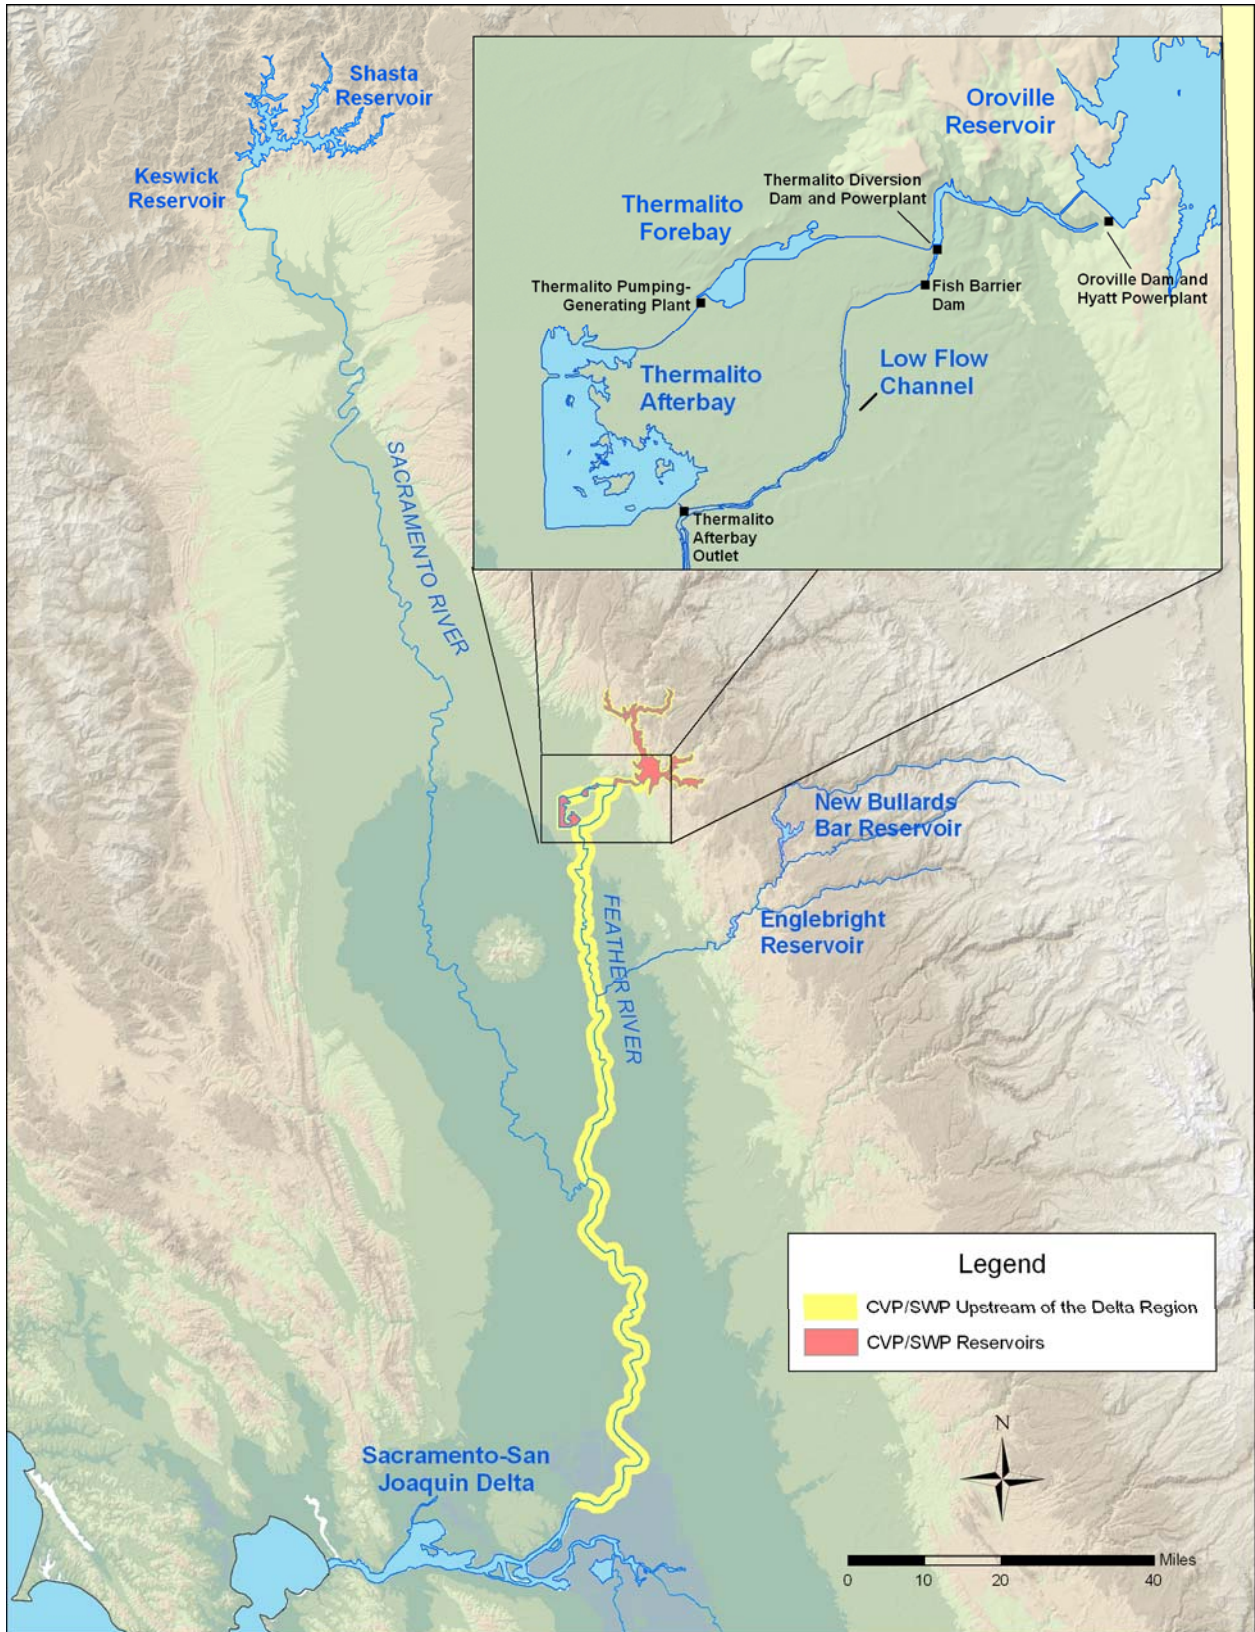 Shasta
Reservoir
Keswick
Reservoir
Oroville
Reservoir
Thermalito Diversion
Dam and Powerplant
Thermalito
Forebay
Thermalito Pumping-
Generating Plant
Fish Barrier
Dam
Oroville Dam and
Hyatt Powerplant
Thermalito
Afterbay
Low Flow
Channel
Thermalito
Afterbay
Outlet
SACRAMENTO RIVER
New Bullards
Bar Reservoir
Englebright
Reservoir
FEATHER RIVER
Legend
CVP/SWP Upstream of the Delta Region
CVP/SWP Reservoirs
N
Sacramento-San
Joaquin Delta
Miles
0 10 20 40